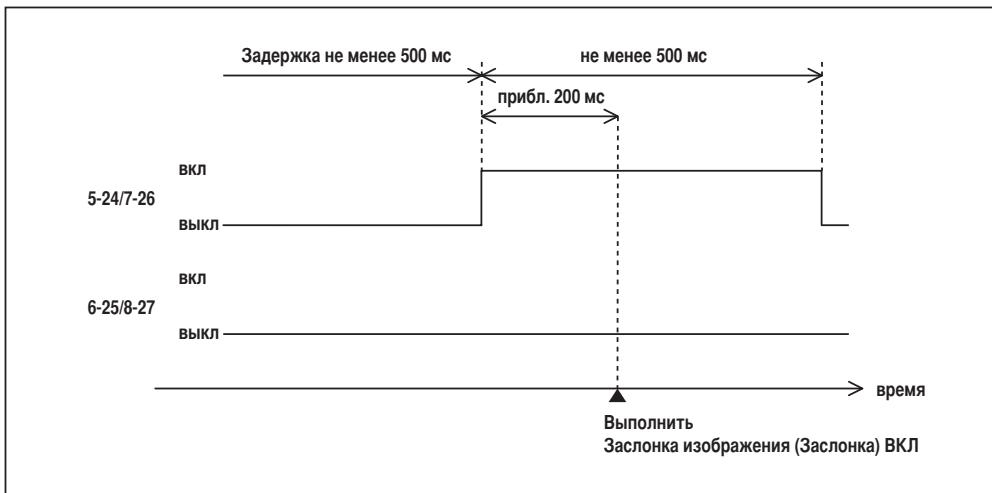 Задержка не менее 500 мс
не менее 500 мс
прибл. 200 мс
вкл
5-24/7-26
выкл
вкл
6-25/8-27
выкл
время
Выполнить
Заслонка изображения (Заслонка) ВКЛ